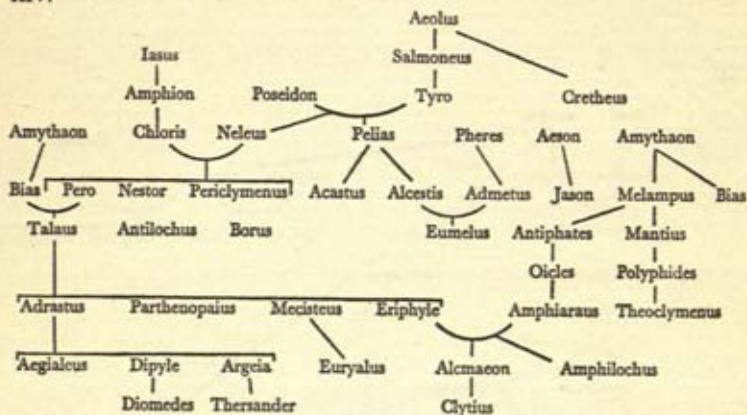 Aeolus
Iasus Salmoneus
Amphion Poseidon Tyro Cretheus
Amythaon Chloris Neleus Pelias Pheres Aeson Amythaon
Bias Pero Nestor Periclymenus Acastus Alcestis Admetus Jason Melampus Bias
Talaus Antilochus Borus Eumelus Antiphates Mantius
Oicles Polyphides
Adrastus Parthenopaius Mecisteus Eriphyle Amphiaraus Theoclymenus
Aegialeus Dipyle Argeia Euryalus Alcmaeon Amphilochus
Diomedes Thersander Clytius